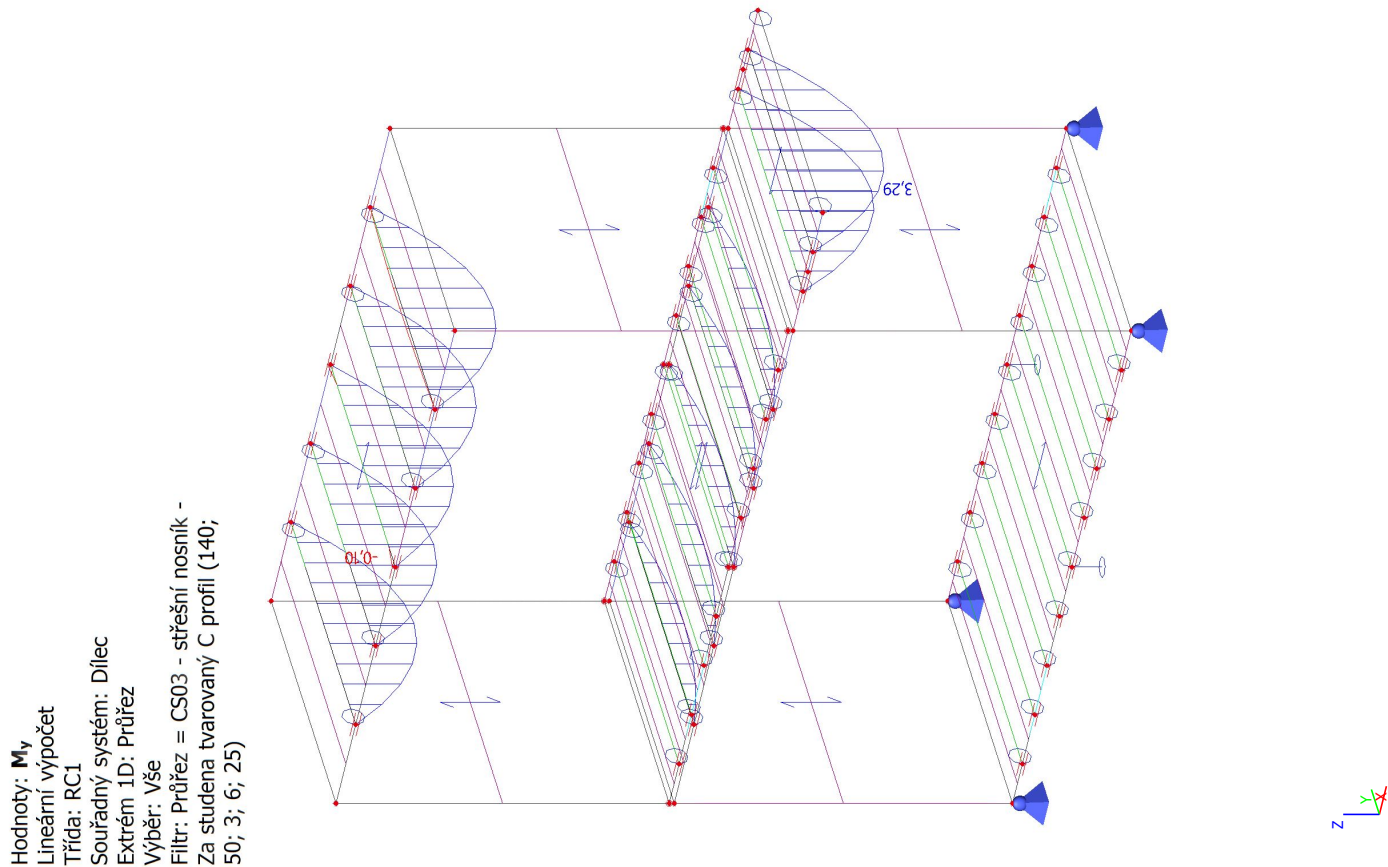 Hodnoty: My
Lineární výpočet
Třída: RC1
Souřadný systém: Dílec
Extrém 1D: Průřez
Výběr: Vše
Filtr: Průřez = CS03 - střešní nosník -
Za studena tvarovaný C profil (140;
50; 3; 6; 25)
-0,10
3,29
Z
Y
X